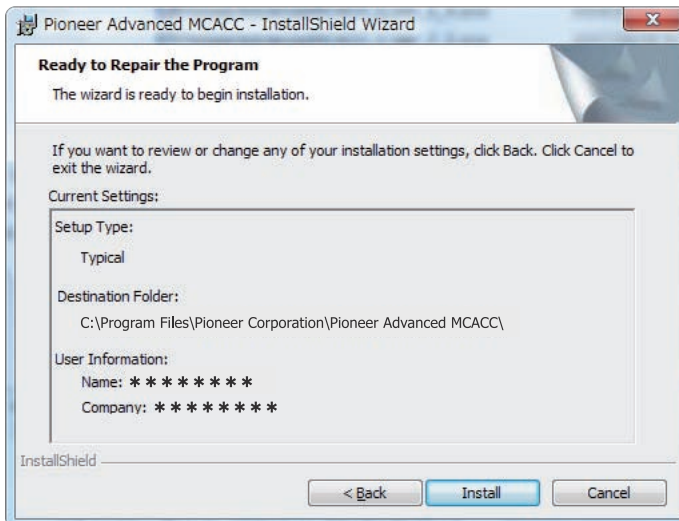 Pioneer Advanced MCACC - InstallShield Wizard
Ready to Repair the Program
The wizard is ready to begin installation.
If you want to review or change any of your installation settings, click Back. Click Cancel to
exit the wizard.
Current Settings:
Setup Type:
Typical
Destination Folder:
C:\Program Files\Pioneer Corporation\Pioneer Advanced MCACC\
User Information:
Name: ********
Company: ********
InstallShield
< Back
Install
Cancel